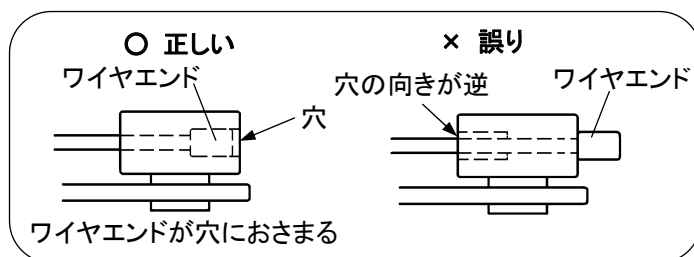 ○ 正しい
ワイヤエンド
穴
ワイヤエンドが穴におさまる
× 誤り
穴の向きが逆
ワイヤエンド